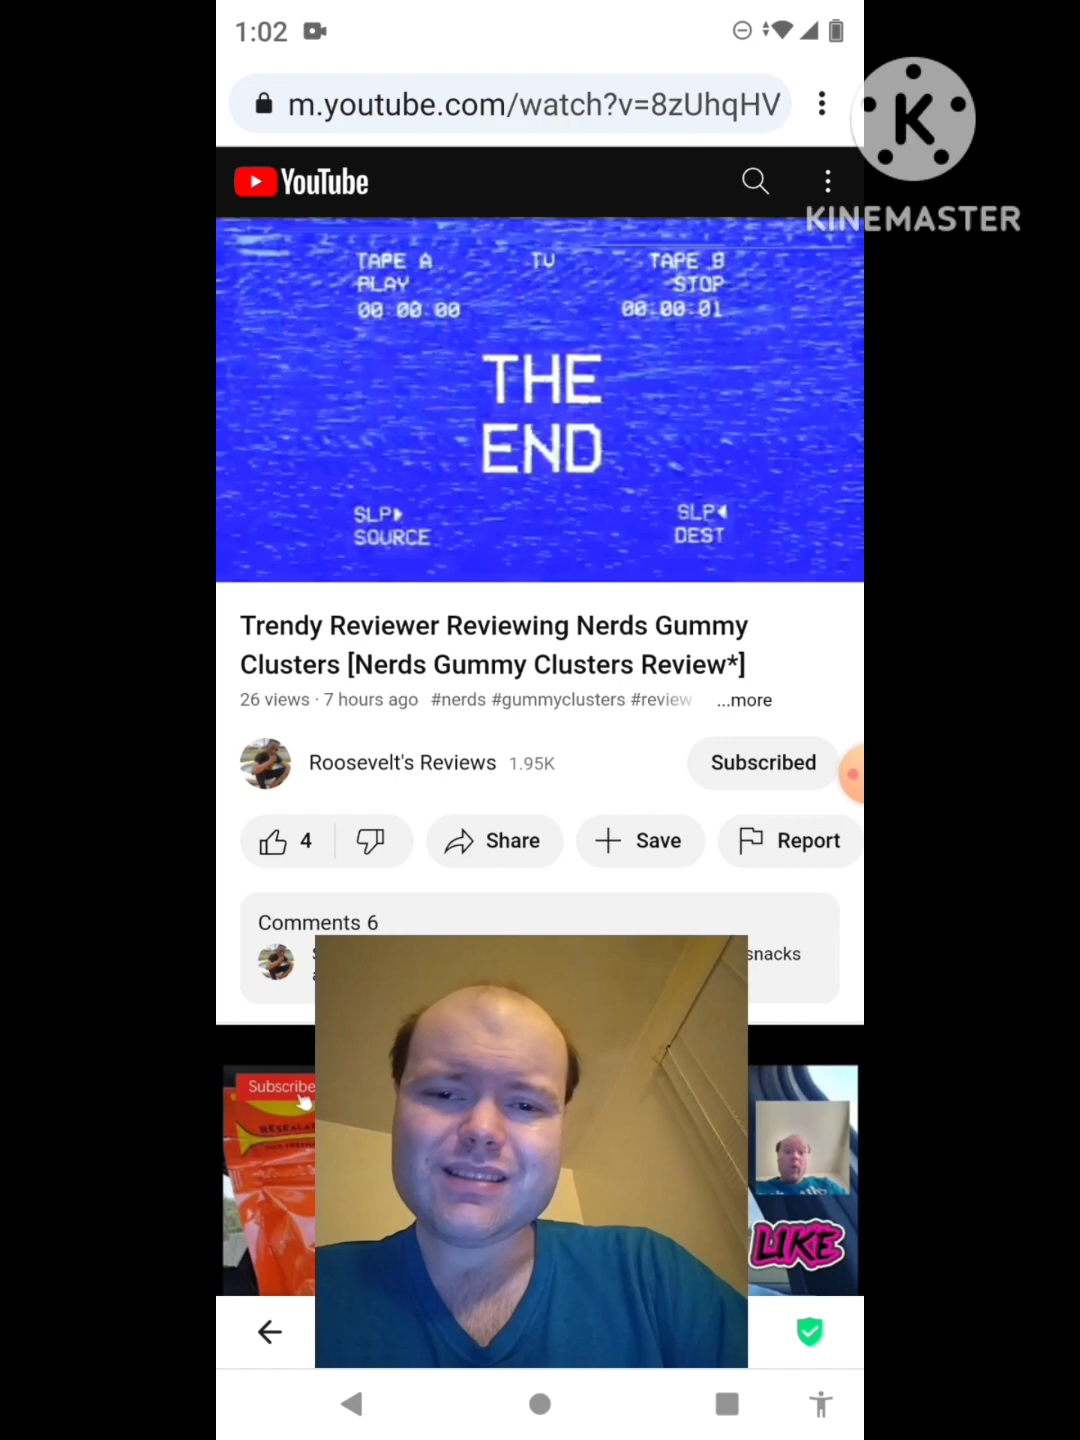 1:02
m.youtube.com/watch?v=8zUhqHV
KINEMASTER
YouTube
TAPE A TV TAPE B
PLAY STOP
00:00:00 00:00:01
THE
END
SLP SLP
SOURCE DEST
Trendy Reviewer Reviewing Nerds Gummy
Clusters [Nerds Gummy Clusters Review*]
26 views · 7 hours ago #nerds #gummyclusters #review ...more
Roosevelt's Reviews 1.95K Subscribed
4 Share Save Report
Comments 6
snacks
Subscribe
LIKE